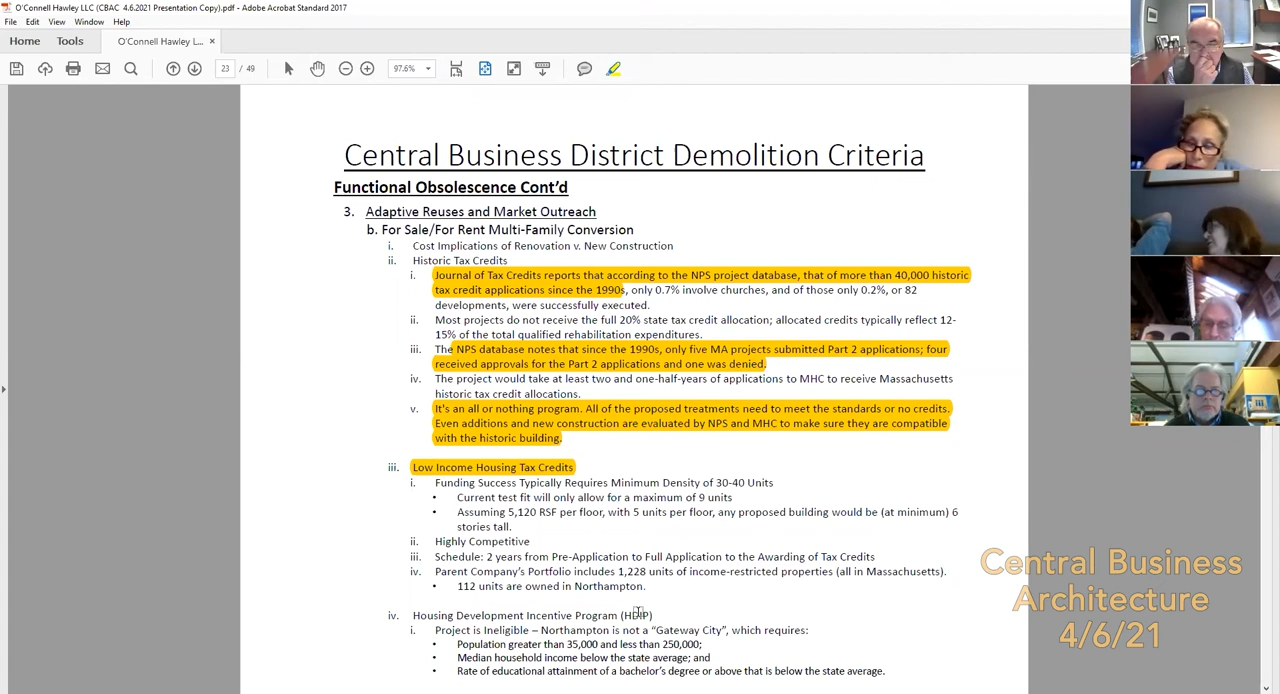 O'Connell Hawley LLC (CBAC 4.6.2021 Presentation Copy).pdf - Adobe Acrobat Standard 2017
File Edit View Window Help
Home Tools O'Connell Hawley L... ×
23 / 49 97.6%
Central Business District Demolition Criteria
Functional Obsolescence Cont'd
3. Adaptive Reuses and Market Outreach
b. For Sale/For Rent Multi-Family Conversion
i. Cost Implications of Renovation v. New Construction
ii. Historic Tax Credits
i. Journal of Tax Credits reports that according to the NPS project database, that of more than 40,000 historic
tax credit applications since the 1990s, only 0.7% involve churches, and of those only 0.2%, or 82
developments, were successfully executed.
ii. Most projects do not receive the full 20% state tax credit allocation; allocated credits typically reflect 12-
15% of the total qualified rehabilitation expenditures.
iii. The NPS database notes that since the 1990s, only five MA projects submitted Part 2 applications; four
received approvals for the Part 2 applications and one was denied.
iv. The project would take at least two and one-half-years of applications to MHC to receive Massachusetts
historic tax credit allocations.
v. It's an all or nothing program. All of the proposed treatments need to meet the standards or no credits.
Even additions and new construction are evaluated by NPS and MHC to make sure they are compatible
with the historic building.
iii. Low Income Housing Tax Credits
i. Funding Success Typically Requires Minimum Density of 30-40 Units
• Current test fit will only allow for a maximum of 9 units
• Assuming 5,120 RSF per floor, with 5 units per floor, any proposed building would be (at minimum) 6
stories tall.
ii. Highly Competitive
iii. Schedule: 2 years from Pre-Application to Full Application to the Awarding of Tax Credits
iv. Parent Company's Portfolio includes 1,228 units of income-restricted properties (all in Massachusetts).
• 112 units are owned in Northampton.
iv. Housing Development Incentive Program (HDIP)
i. Project is Ineligible – Northampton is not a "Gateway City", which requires:
• Population greater than 35,000 and less than 250,000;
• Median household income below the state average; and
• Rate of educational attainment of a bachelor's degree or above that is below the state average.
Central Business
Architecture
4/6/21